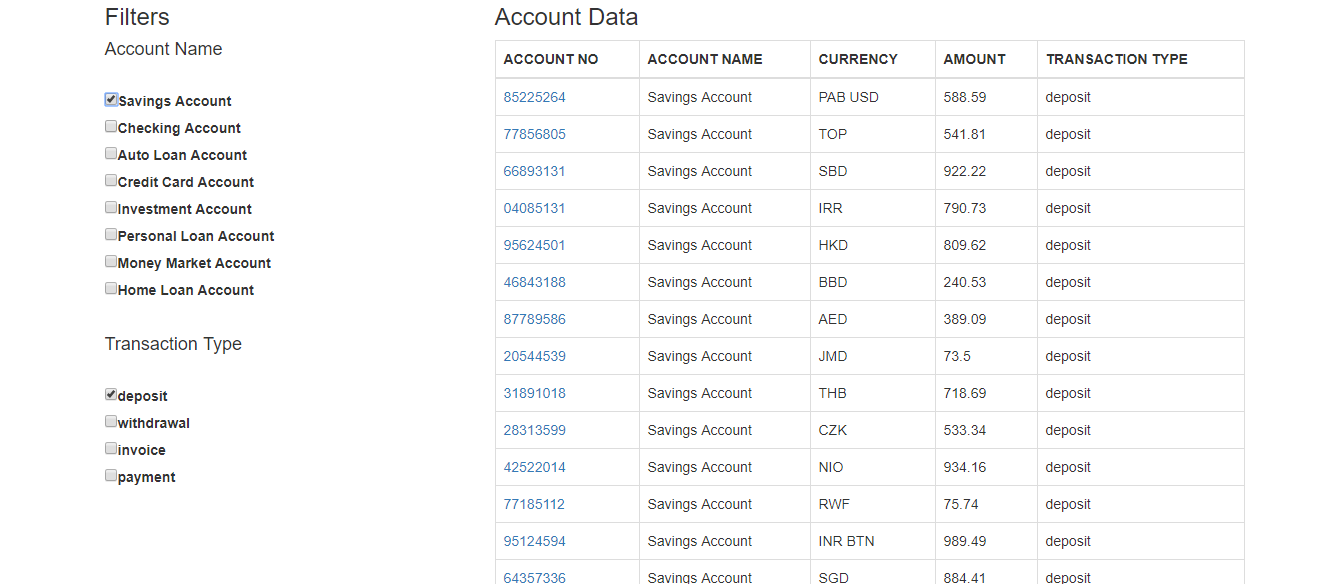 Filters
Account Name
Savings Account
Checking Account
Auto Loan Account
Credit Card Account
Investment Account
Personal Loan Account
Money Market Account
Home Loan Account
Transaction Type
deposit
withdrawal
invoice
payment
Account Data
ACCOUNT NO ACCOUNT NAME CURRENCY AMOUNT TRANSACTION TYPE
85225264 Savings Account PAB USD 588.59 deposit
77856805 Savings Account TOP 541.81 deposit
66893131 Savings Account SBD 922.22 deposit
04085131 Savings Account IRR 790.73 deposit
95624501 Savings Account HKD 809.62 deposit
46843188 Savings Account BBD 240.53 deposit
87789586 Savings Account AED 389.09 deposit
20544539 Savings Account JMD 73.5 deposit
31891018 Savings Account THB 718.69 deposit
28313599 Savings Account CZK 533.34 deposit
42522014 Savings Account NIO 934.16 deposit
77185112 Savings Account RWF 75.74 deposit
95124594 Savings Account INR BTN 989.49 deposit
64357336 Savings Account SGD 884.41 deposit